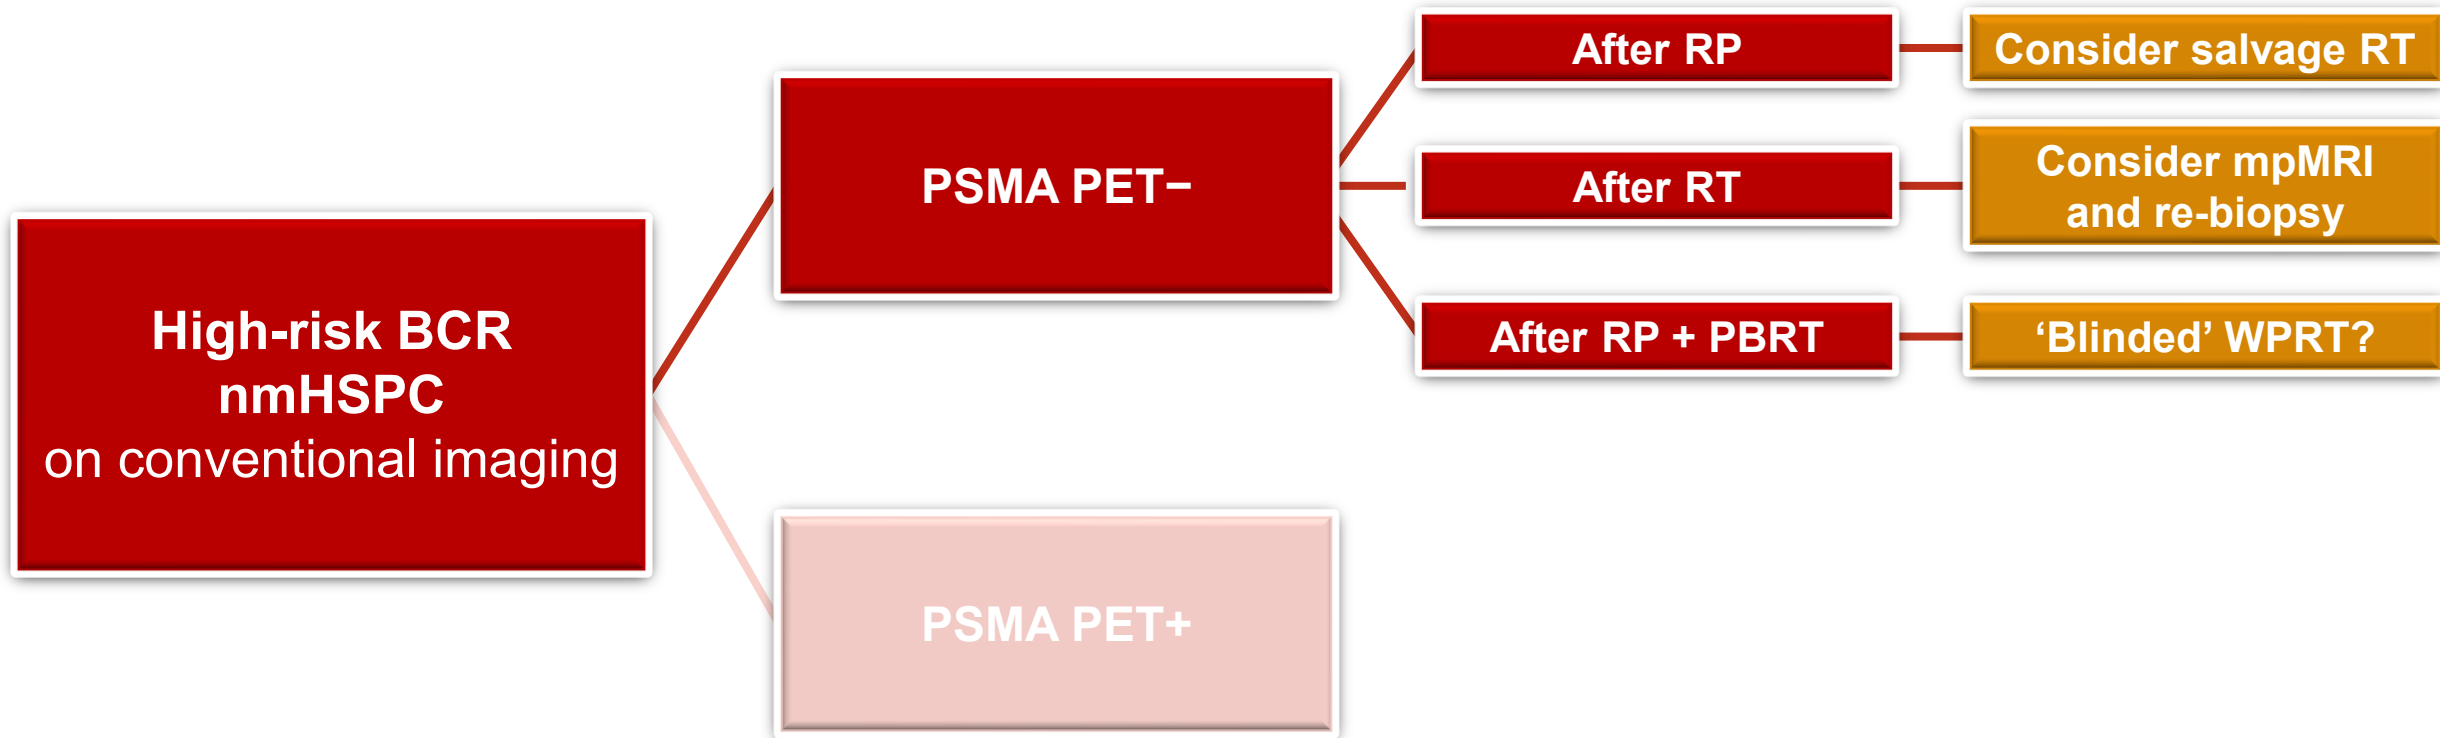 High-risk BCR
nmHSPC
on conventional imaging
PSMA PET−
After RP
Consider salvage RT
After RT
Consider mpMRI
and re-biopsy
After RP + PBRT
‘Blinded’ WPRT?
PSMA PET+